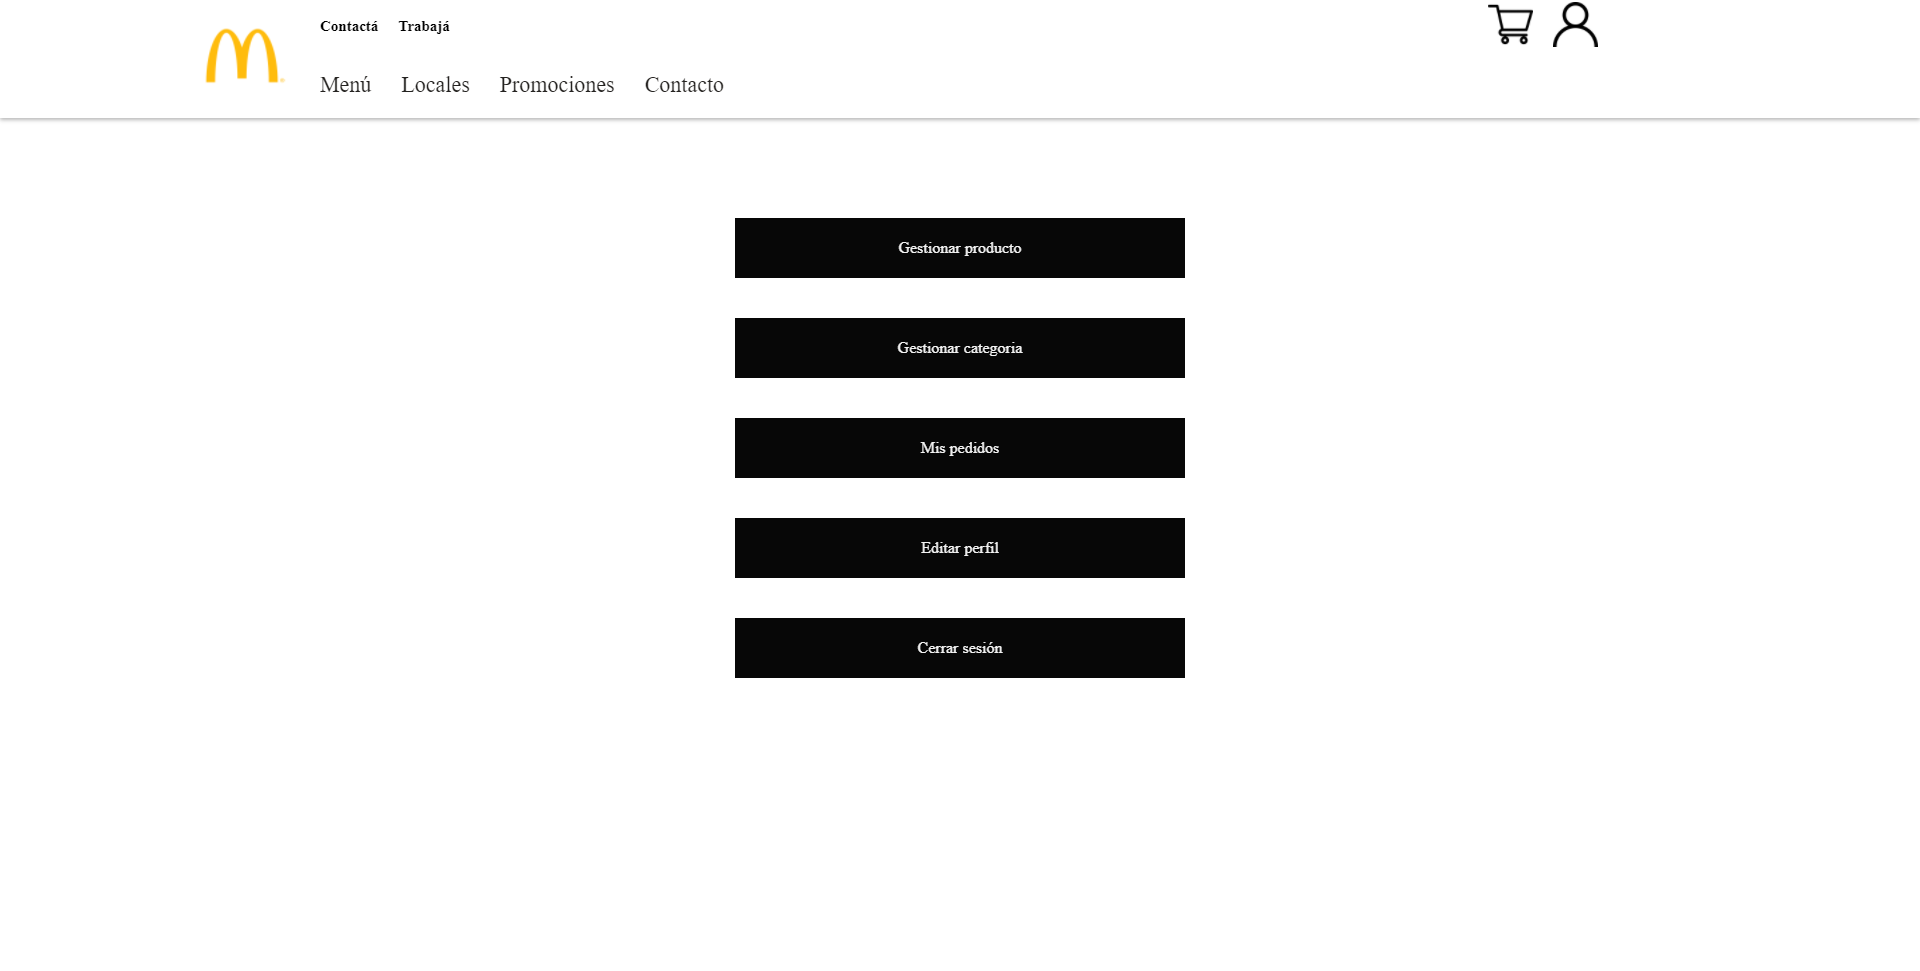 Contactá Trabajá
Menú Locales Promociones Contacto
Gestionar producto
Gestionar categoria
Mis pedidos
Editar perfil
Cerrar sesión